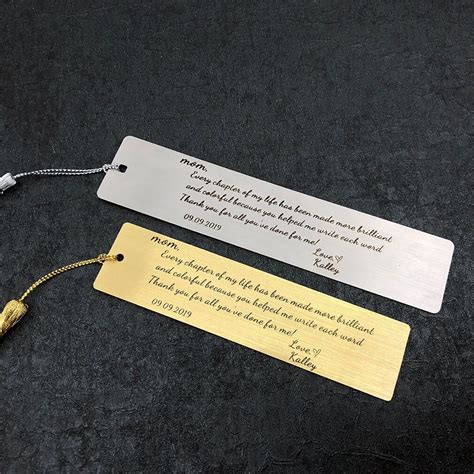 mom,
Every chapter of my life has been made more brilliant
and colorful because you helped me write each word
Thank you for all you've done for me!
09.09.2019
Love,♡
Kalley
mom,
Every chapter of my life has been made more brilliant
and colorful because you helped me write each word
Thank you for all you've done for me!
09.09.2019
Love,♡
Kalley